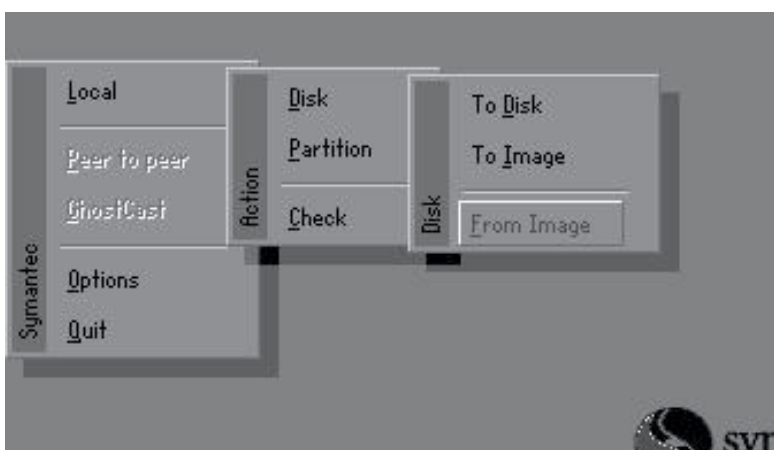 Symantec
Local
Peer to peer
GhostCast
Options
Quit
Action
Disk
Partition
Check
Disk
To Disk
To Image
From Image